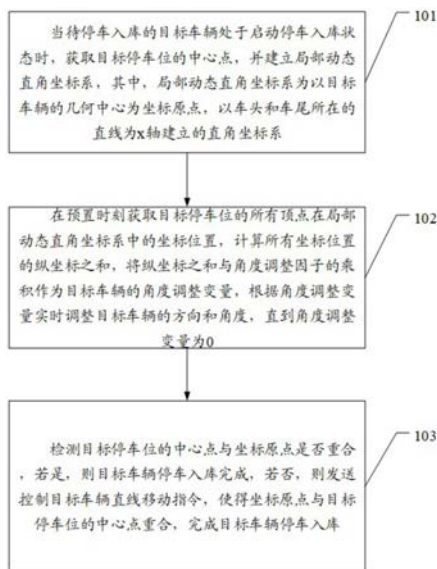 当待停车入库的目标车辆处于启动停车入库状
态时，获取目标停车位的中心点，并建立局部动态
直角坐标系，其中，局部动态直角坐标系为以目标
车辆的几何中心为坐标原点，以车头和车尾所在的
直线为x轴建立的直角坐标系
101
在预置时刻获取目标停车位的所有顶点在局部
动态直角坐标系中的坐标位置，计算所有坐标位置
的纵坐标之和，将纵坐标之和与角度调整因子的乘
积作为目标车辆的角度调整变量，根据角度调整变
量实时调整目标车辆的方向和角度，直到角度调整
变量为0
102
检测目标停车位的中心点与坐标原点是否重合
，若是，则目标车辆停车入库完成，若否，则发送
控制目标车辆直线移动指令，使得坐标原点与目标
停车位的中心点重合，完成目标车辆停车入库
103